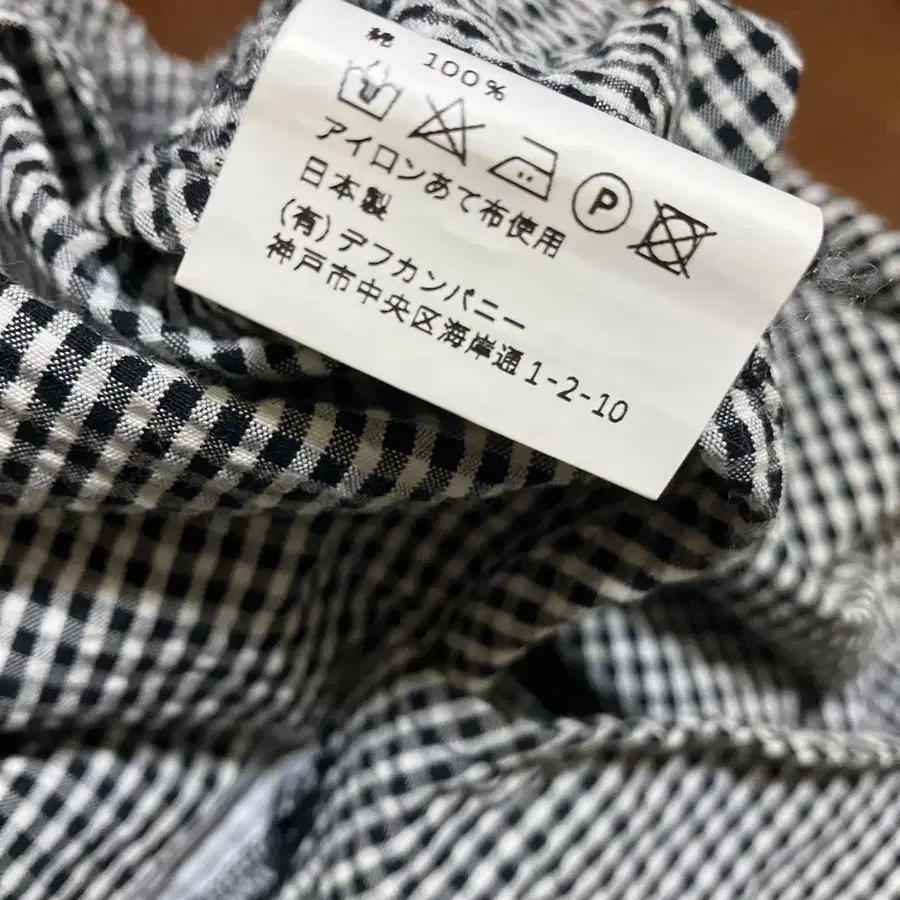 綿 100%
P
アイロンあて布使用
日本製
(有)デフカンパニー
神戸市中央区海岸通1-2-10